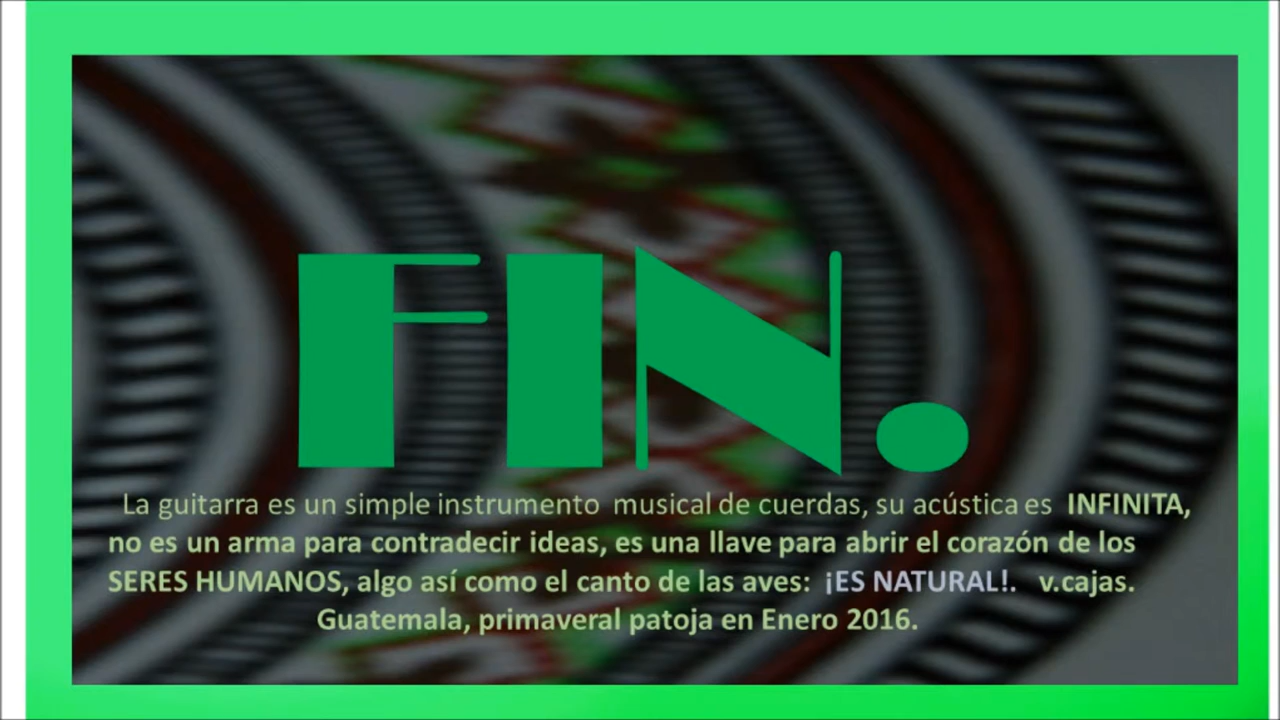 FIN.
La guitarra es un simple instrumento musical de cuerdas, su acústica es INFINITA,
no es un arma para contradecir ideas, es una llave para abrir el corazón de los
SERES HUMANOS, algo así como el canto de las aves: ¡ES NATURAL!. v.cajas.
Guatemala, primaveral patoja en Enero 2016.